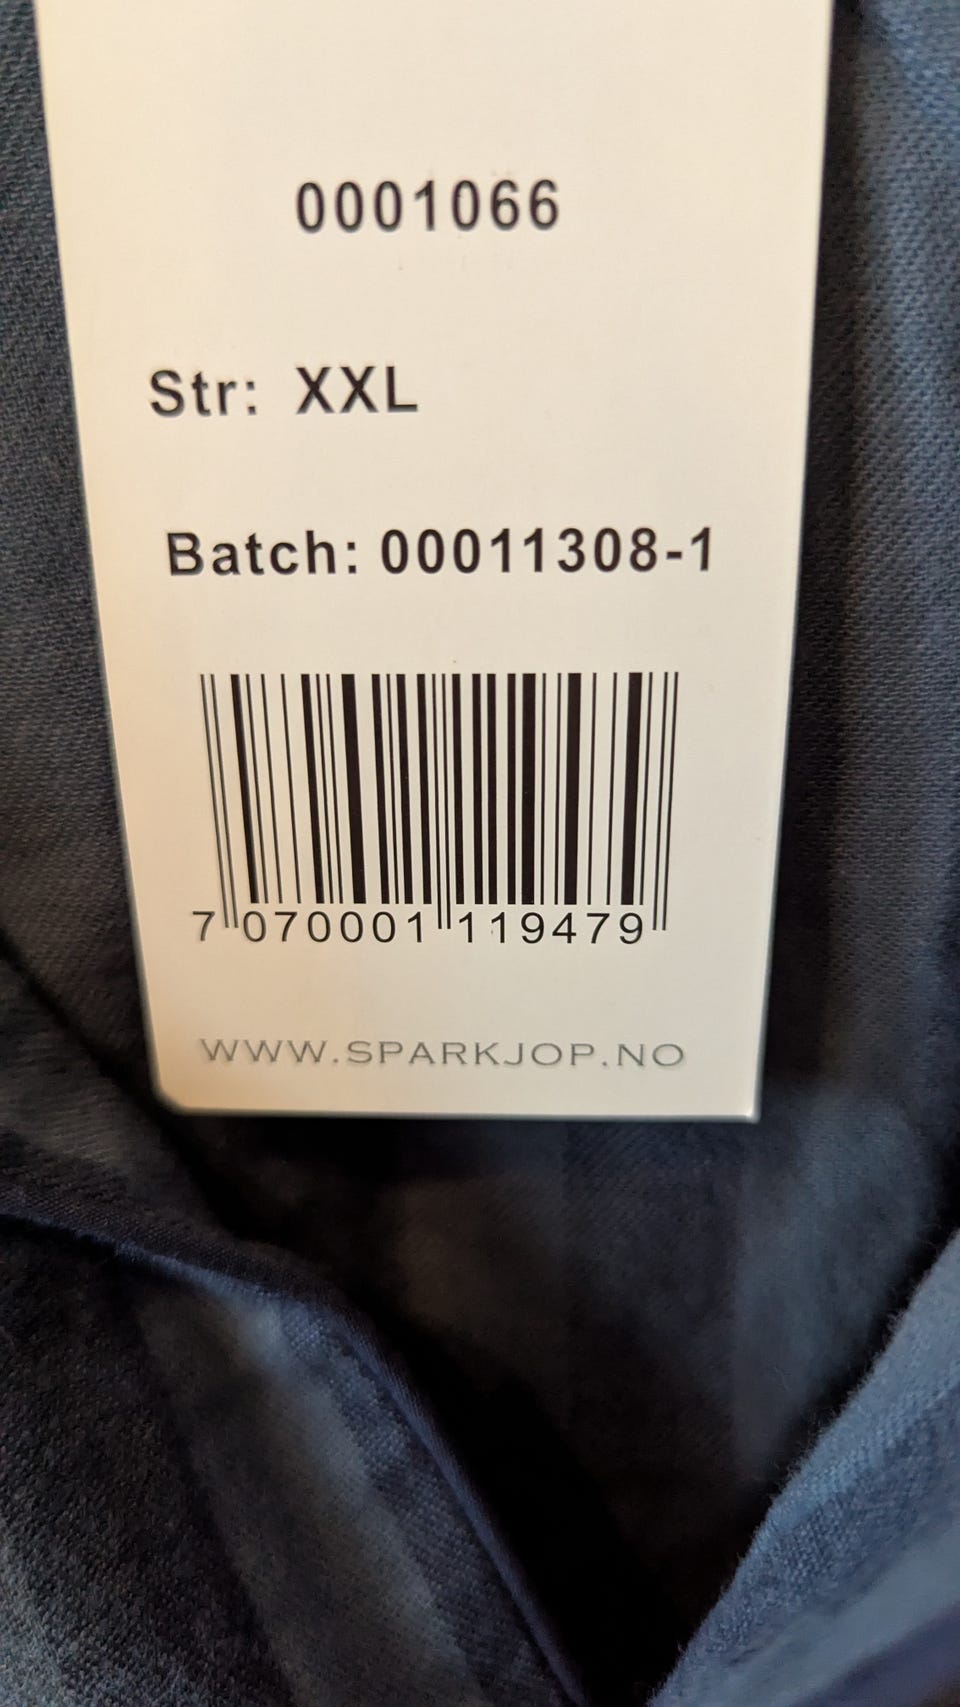 0001066
Str: XXL
Batch: 00011308-1
7 070001 119479
WWW.SPARKJOP.NO